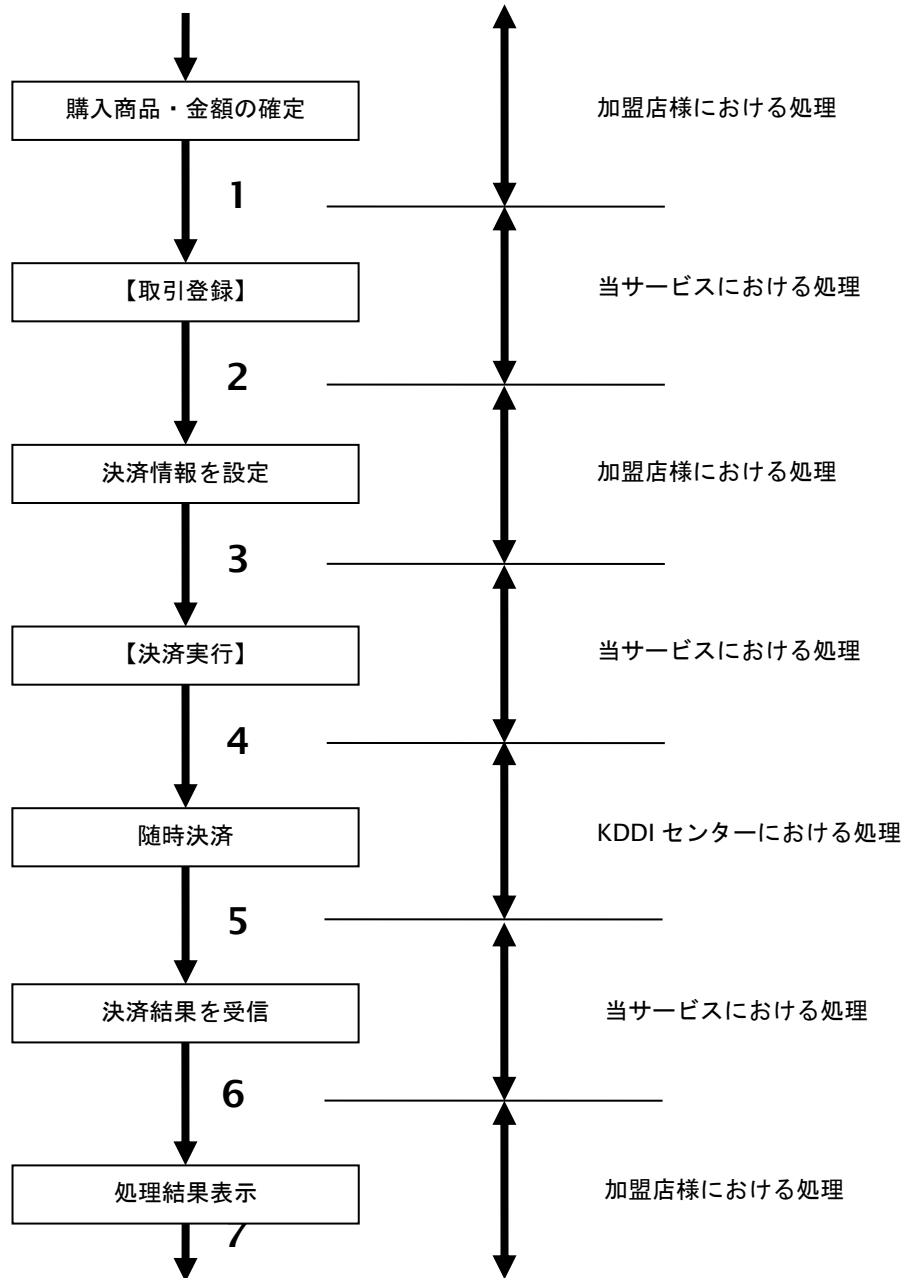 購入商品・金額の確定
加盟店様における処理
1
【取引登録】
当サービスにおける処理
2
決済情報を設定
加盟店様における処理
3
【決済実行】
当サービスにおける処理
4
随時決済
KDDI センターにおける処理
5
決済結果を受信
当サービスにおける処理
6
処理結果表示
加盟店様における処理
7